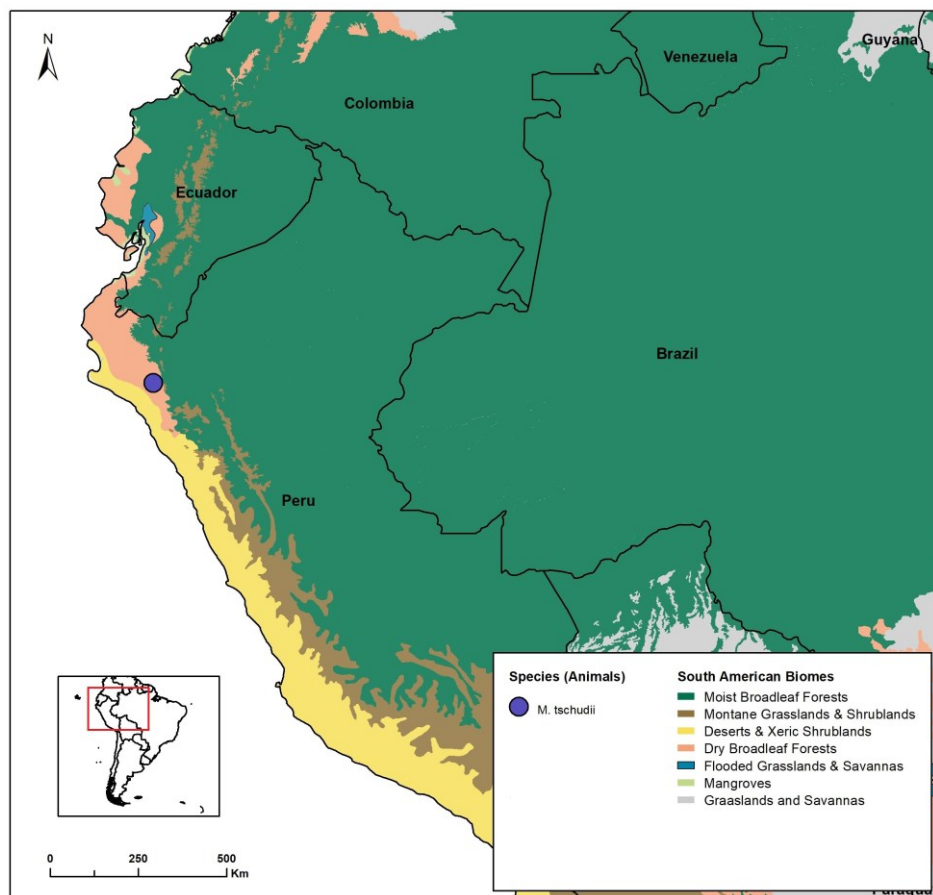 N
Venezuela
Guyana
Colombia
Ecuador
Brazil
Peru
Species (Animals)
M. tschudii
South American Biomes
Moist Broadleaf Forests
Montane Grasslands & Shrublands
Deserts & Xeric Shrublands
Dry Broadleaf Forests
Flooded Grasslands & Savannas
Mangroves
Graaslands and Savannas
0 250 500
Km